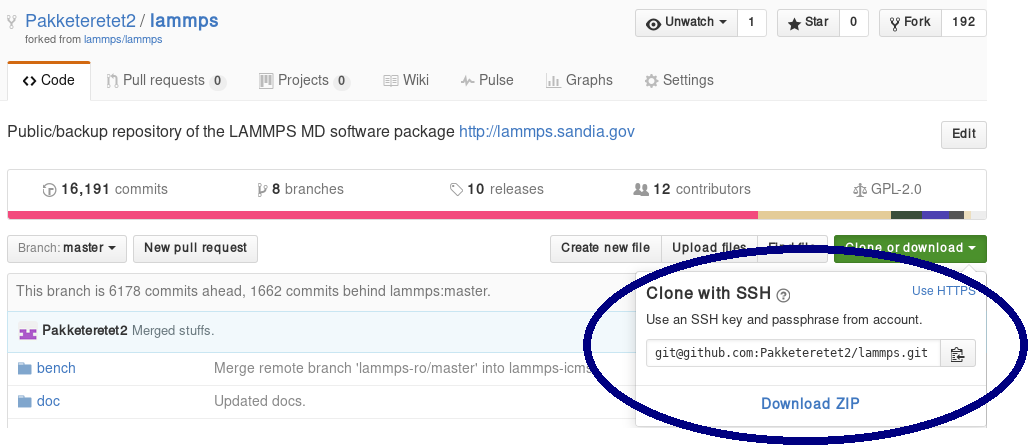 Pakketeretet2 / lammps Unwatch 1 Star 0 Fork 192
forked from lammps/lammps
Code Pull requests 0 Projects 0 Wiki Pulse Graphs Settings
Public/backup repository of the LAMMPS MD software package http://lammps.sandia.gov Edit
16,191 commits 8 branches 10 releases 12 contributors GPL-2.0
Branch: master New pull request Create new file Upload files Find file Clone or download
This branch is 6178 commits ahead, 1662 commits behind lammps:master.
Clone with SSH ? Use HTTPS
Use an SSH key and passphrase from account.
git@github.com:Pakketeretet2/lammps.git
Download ZIP
Pakketeretet2 Merged stuffs.
bench Merge remote branch 'lammps-ro/master' into lammps-icms
doc Updated docs.